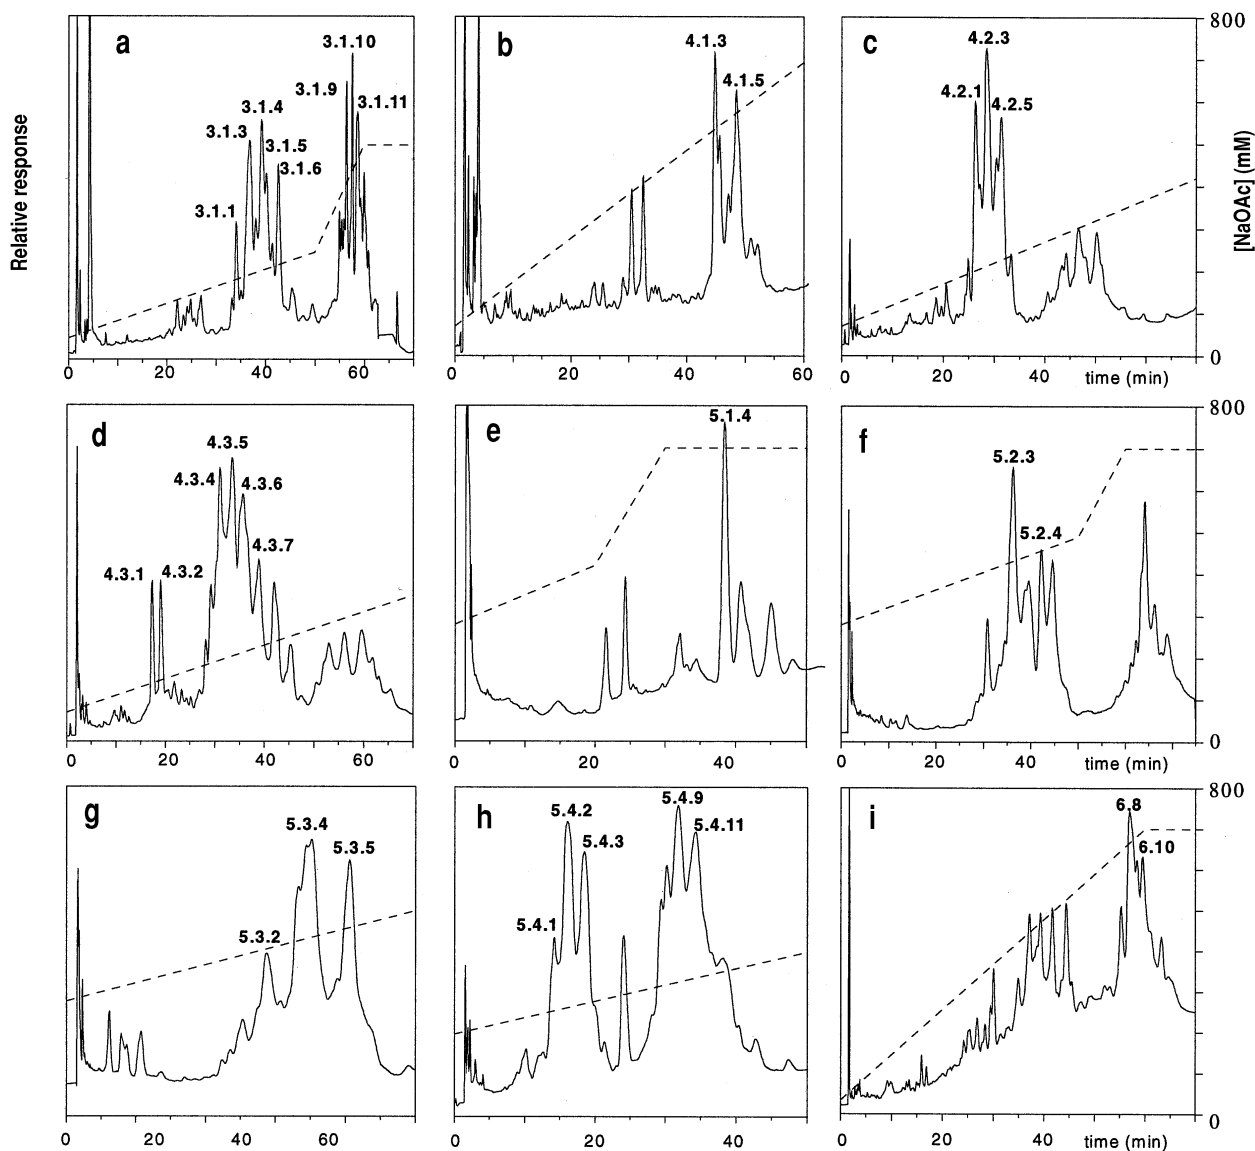 Relative response
[NaOAc] (mM)
a
3.1.10
3.1.9
3.1.11
3.1.4
3.1.3
3.1.5
3.1.6
3.1.1
0 20 40 60
b
4.1.3
4.1.5
0 20 40 60
c
4.2.3
4.2.1
4.2.5
800
0
0 20 40 time (min)
d
4.3.5
4.3.4
4.3.6
4.3.7
4.3.1
4.3.2
0 20 40 60
e
5.1.4
0 20 40
f
5.2.3
5.2.4
800
0
0 20 40 time (min)
g
5.3.4
5.3.5
5.3.2
0 20 40 60
h
5.4.9
5.4.2
5.4.11
5.4.3
5.4.1
0 20 40
i
6.8
6.10
800
0
0 20 40 time (min)